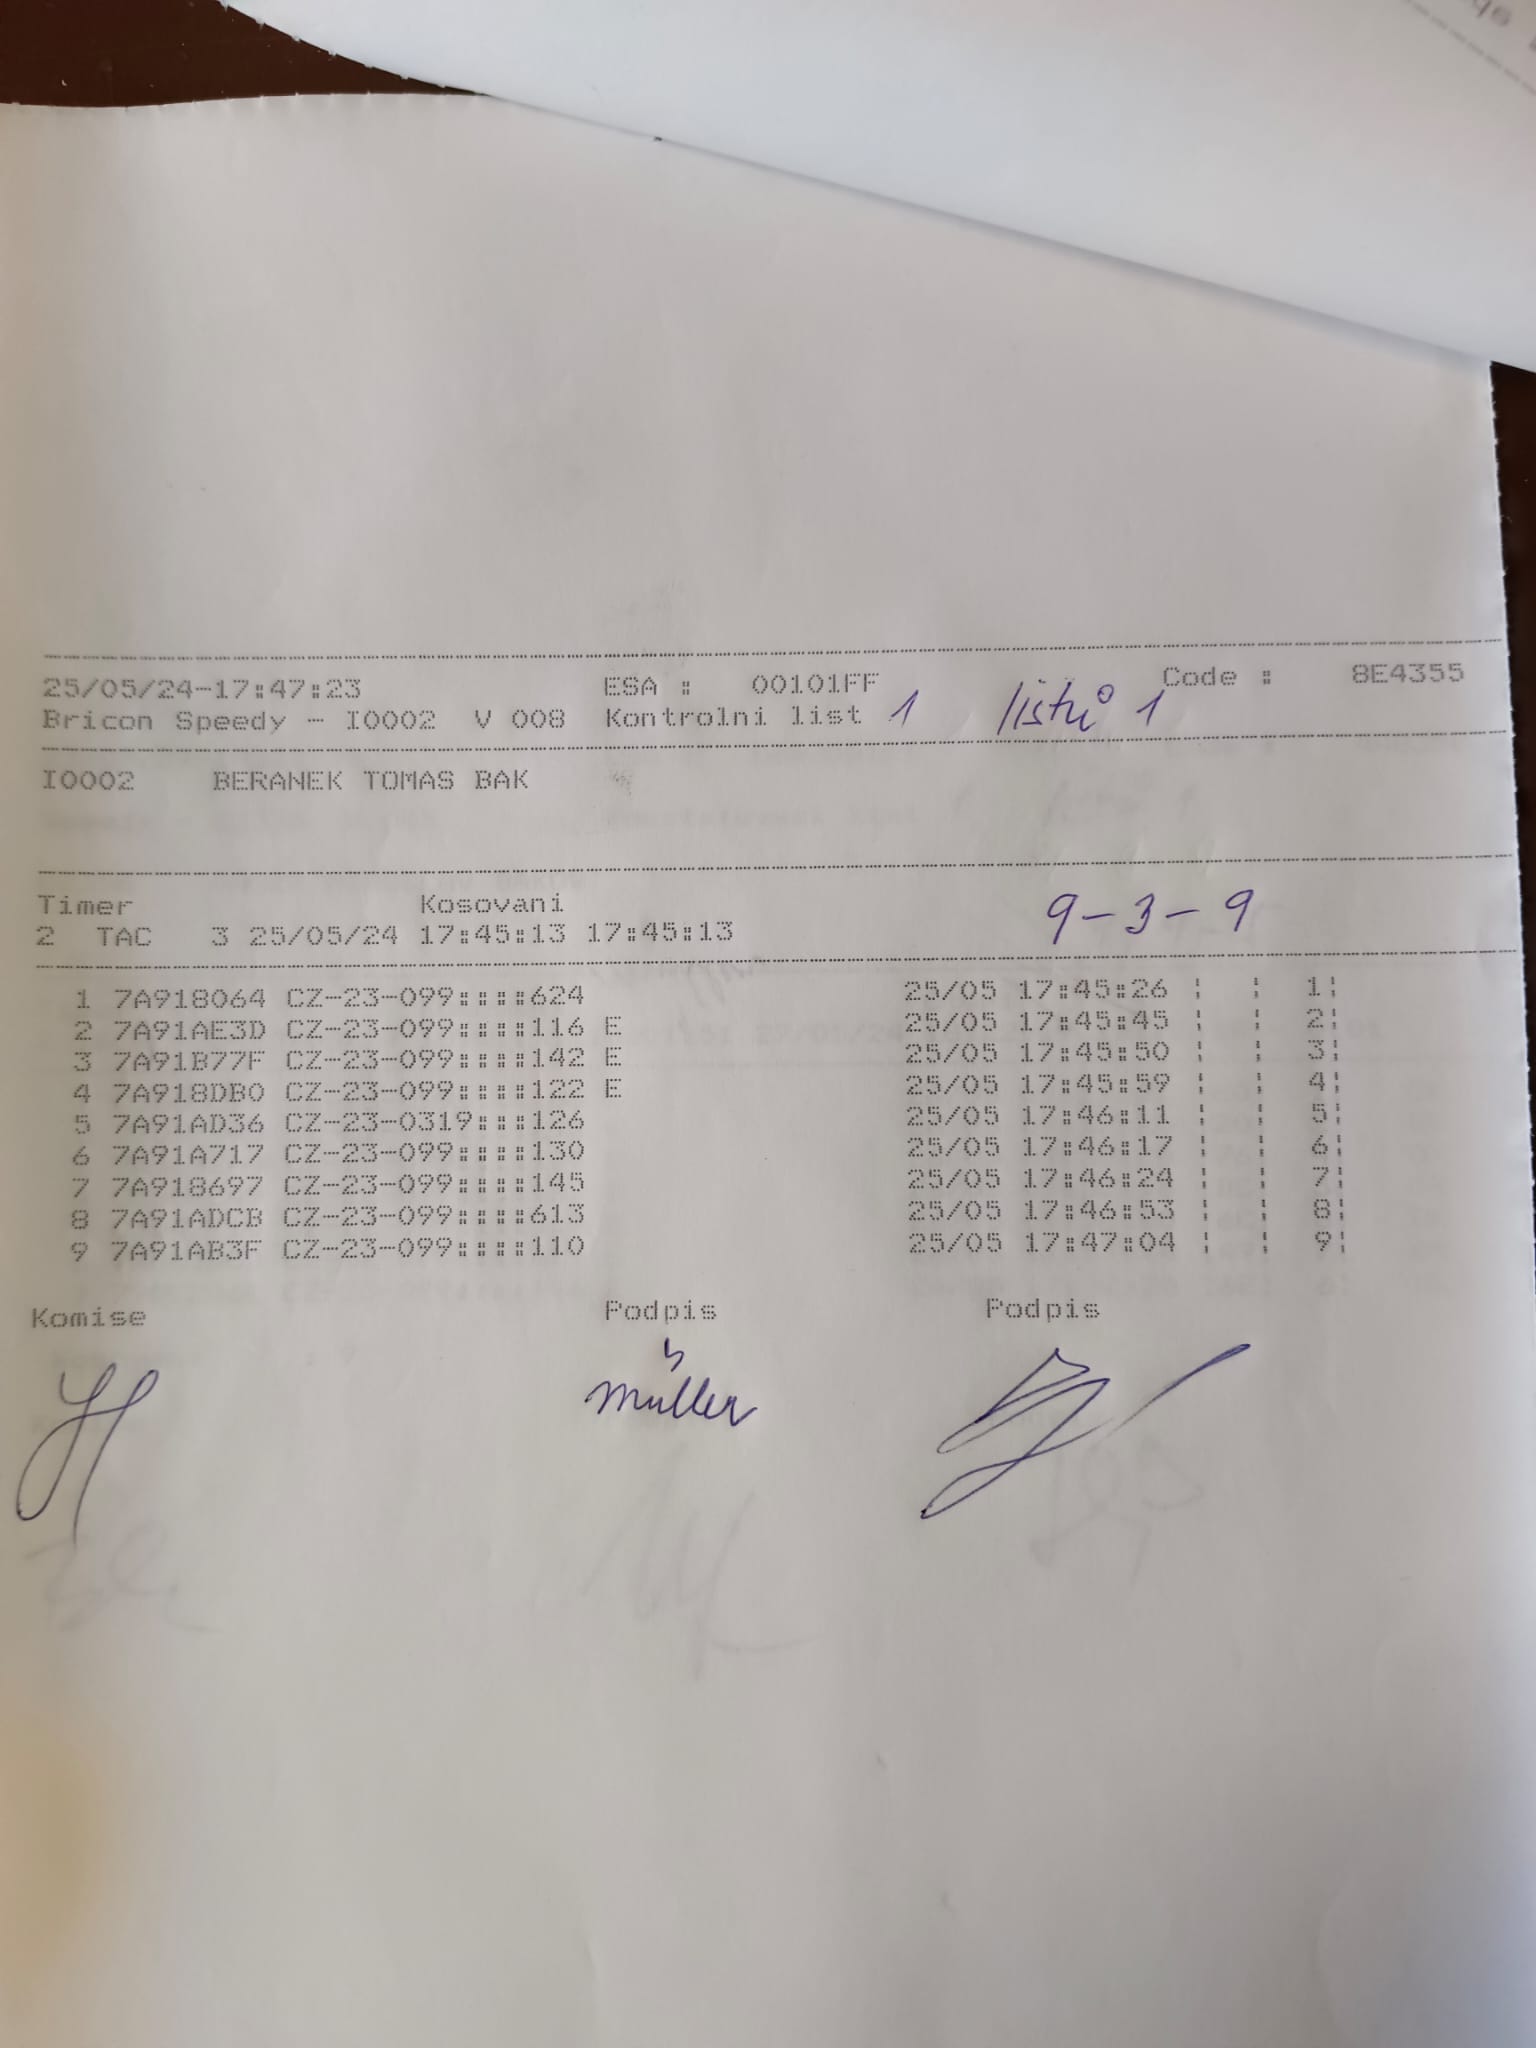 25/05/24-17:47:23 ESA : 00101FF Code : 8E4355
Bricon Speedy - I0002 V 008 Kontrolni list 1 listů 1
I0002 BERANEK TOMAS BAK
Timer Kosovani
2 TAC 3 25/05/24 17:45:13 17:45:13 9-3-9
1 7A918064 CZ-23-099::::624 25/05 17:45:26 ¦ ¦ 1¦
2 7A91AE3D CZ-23-099::::116 E 25/05 17:45:45 ¦ ¦ 2¦
3 7A91B77F CZ-23-099::::142 E 25/05 17:45:50 ¦ ¦ 3¦
4 7A918DB0 CZ-23-099::::122 E 25/05 17:45:59 ¦ ¦ 4¦
5 7A91AD36 CZ-23-0319:::126 25/05 17:46:11 ¦ ¦ 5¦
6 7A91A717 CZ-23-099::::130 25/05 17:46:17 ¦ ¦ 6¦
7 7A918697 CZ-23-099::::145 25/05 17:46:24 ¦ ¦ 7¦
8 7A91ADCB CZ-23-099::::613 25/05 17:46:53 ¦ ¦ 8¦
9 7A91AB3F CZ-23-099::::110 25/05 17:47:04 ¦ ¦ 9¦
Komise Podpis Podpis
Müller